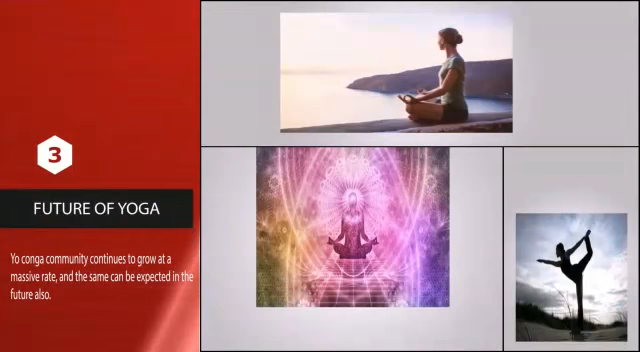 3
FUTURE OF YOGA
Yo conga community continues to grow at a
massive rate, and the same can be expected in the
future also.